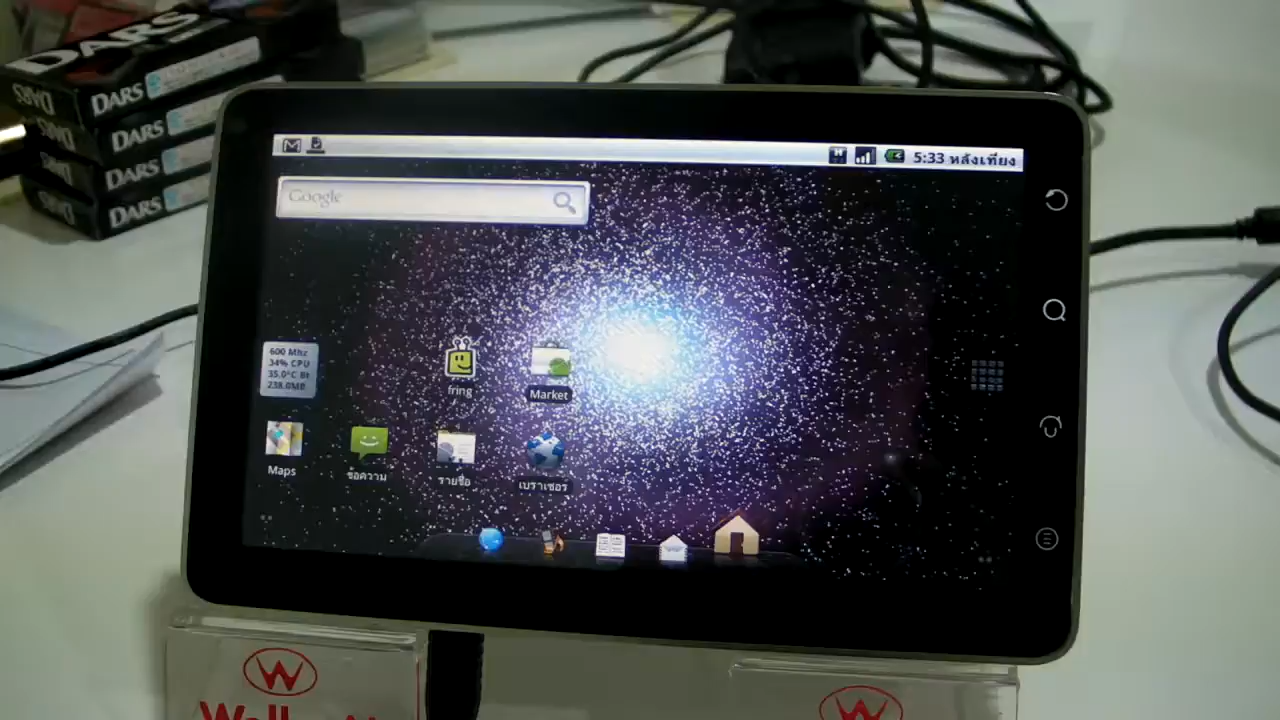 DARS
DARS
DARS
DARS
DARS
5:33 หลังเที่ยง
Google
600 Mhz
34% CPU
35.0°C
238.0MB
fring
Market
Maps
ข้อความ
รายชื่อ
เบราเซอร์
W
W